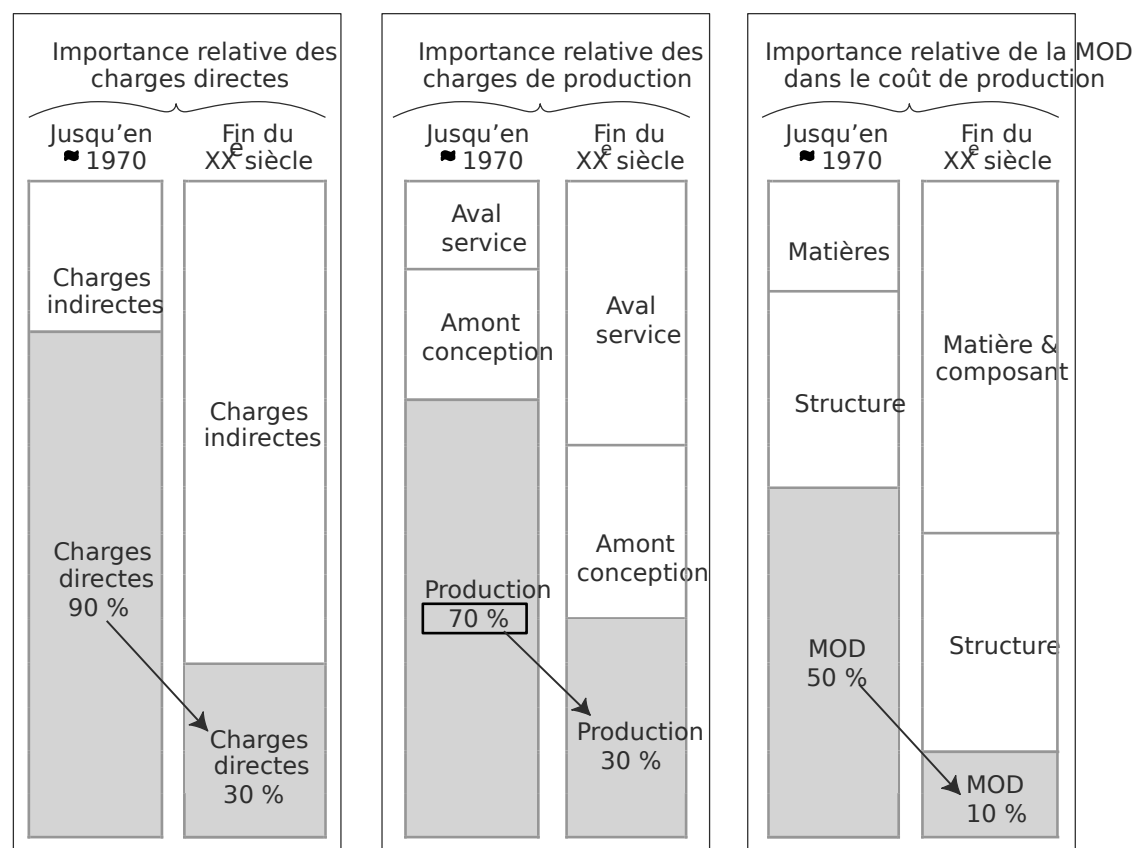 Importance relative des
charges directes
Jusqu’en
≈ 1970
Fin du
XXe siècle
Charges
indirectes
Charges
directes
90 %
Charges
indirectes
Charges
directes
30 %
Importance relative des
charges de production
Jusqu’en
≈ 1970
Fin du
XXe siècle
Aval
service
Amont
conception
Production
70 %
Aval
service
Amont
conception
Production
30 %
Importance relative de la MOD
dans le coût de production
Jusqu’en
≈ 1970
Fin du
XXe siècle
Matières
Structure
MOD
50 %
Matière &
composant
Structure
MOD
10 %